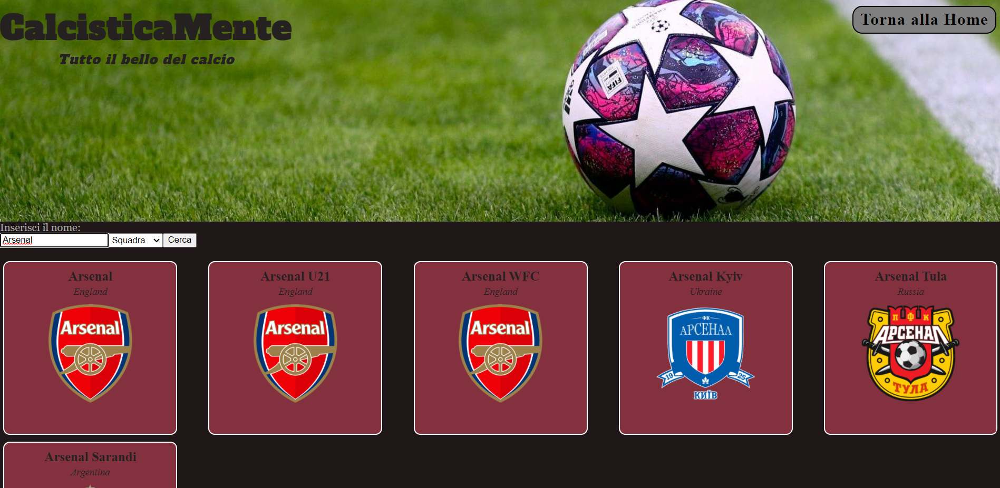 CalcisticaMente
Tutto il bello del calcio
Torna alla Home
FIFA
Inserisci il nome:
Arsenal
Squadra
Cerca
Arsenal
England
Arsenal
Arsenal U21
England
Arsenal
Arsenal WFC
England
Arsenal
Arsenal Kyiv
Ukraine
ФК
АРСЕНАЛ
19 25
КИЇВ
Arsenal Tula
Russia
П Ф К
АРСЕНАЛ
ТУЛА
Arsenal Sarandi
Argentina